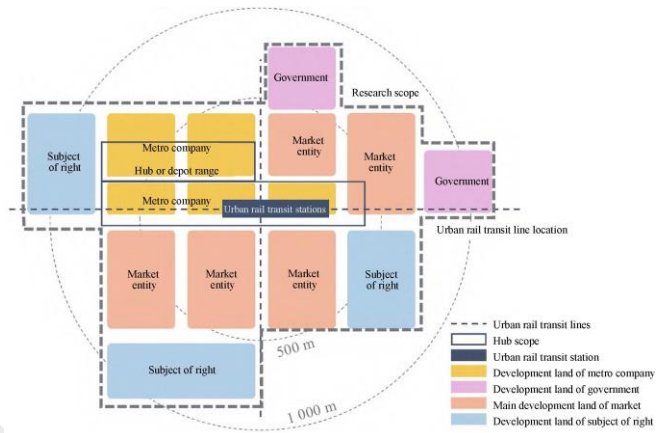 Government
Research scope
Subject
of right
Metro company
Hub or depot range
Market
entity
Market
entity
Government
Metro company
Urban rail transit stations
Urban rail transit line location
Market
entity
Market
entity
Market
entity
Subject
of right
Subject of right
500 m
1 000 m
Urban rail transit lines
Hub scope
Urban rail transit station
Development land of metro company
Development land of government
Main development land of market
Development land of subject of right